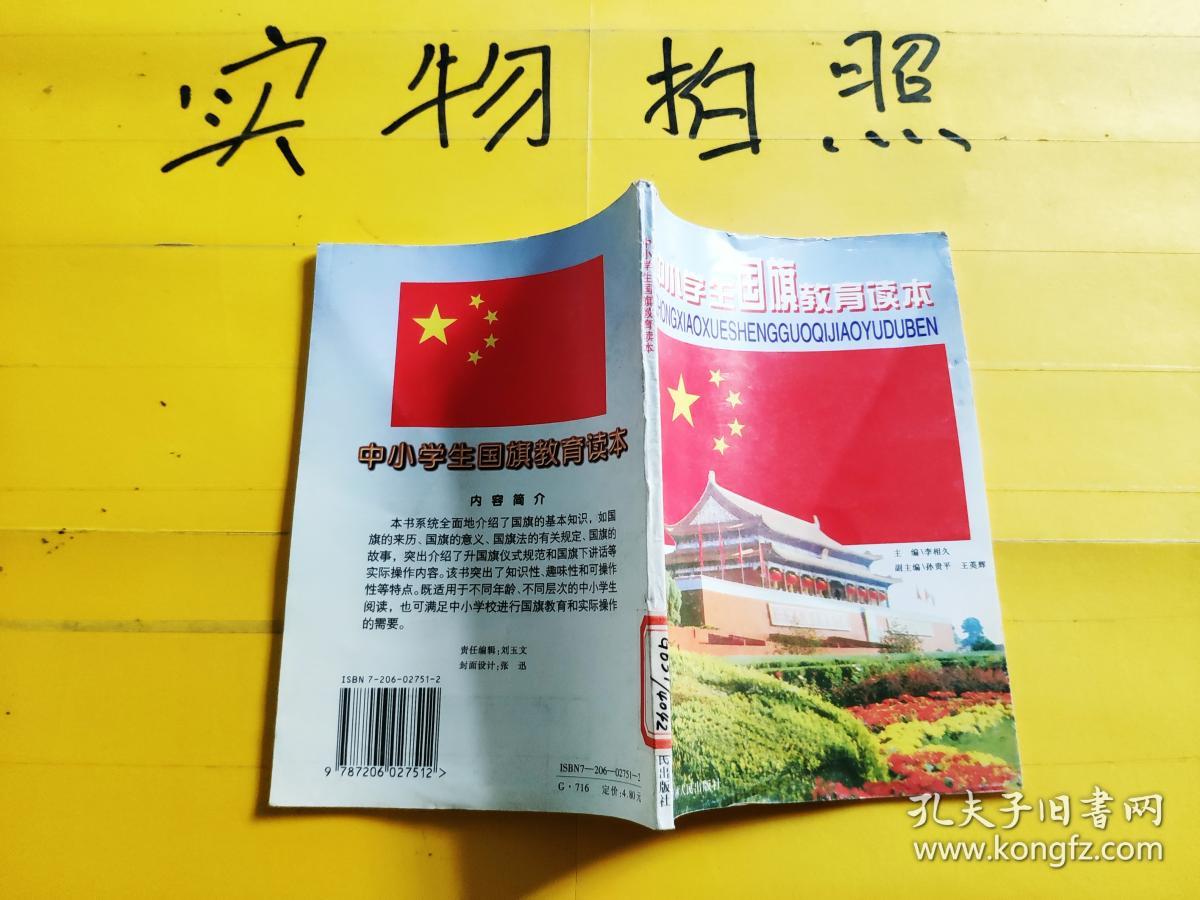 实物拍照
中小学生国旗教育读本
内容简介
本书系统全面地介绍了国旗的基本知识,如国
旗的来历、国旗的意义、国旗法的有关规定、国旗的
故事,突出介绍了升国旗仪式规范和国旗下讲话等
实际操作内容。该书突出了知识性、趣味性和可操作
性等特点。既适用于不同年龄、不同层次的中小学生
阅读,也可满足中小学校进行国旗教育和实际操作
的需要。
责任编辑:刘玉文
封面设计:张 迅
ISBN 7-206-02751-2
9 787206 027512 >
ISBN7—206—02751—2
G·716 定价:4.80元
中小学生国旗教育读本
民出版社
中小学生国旗教育读本
HONGXIAOXUESHENGGUOQIJIAOYUDUBEN
主 编\李相久
副主编\孙贵平 王英辉
人民出版社
孔夫子旧书网
www.kongfz.com